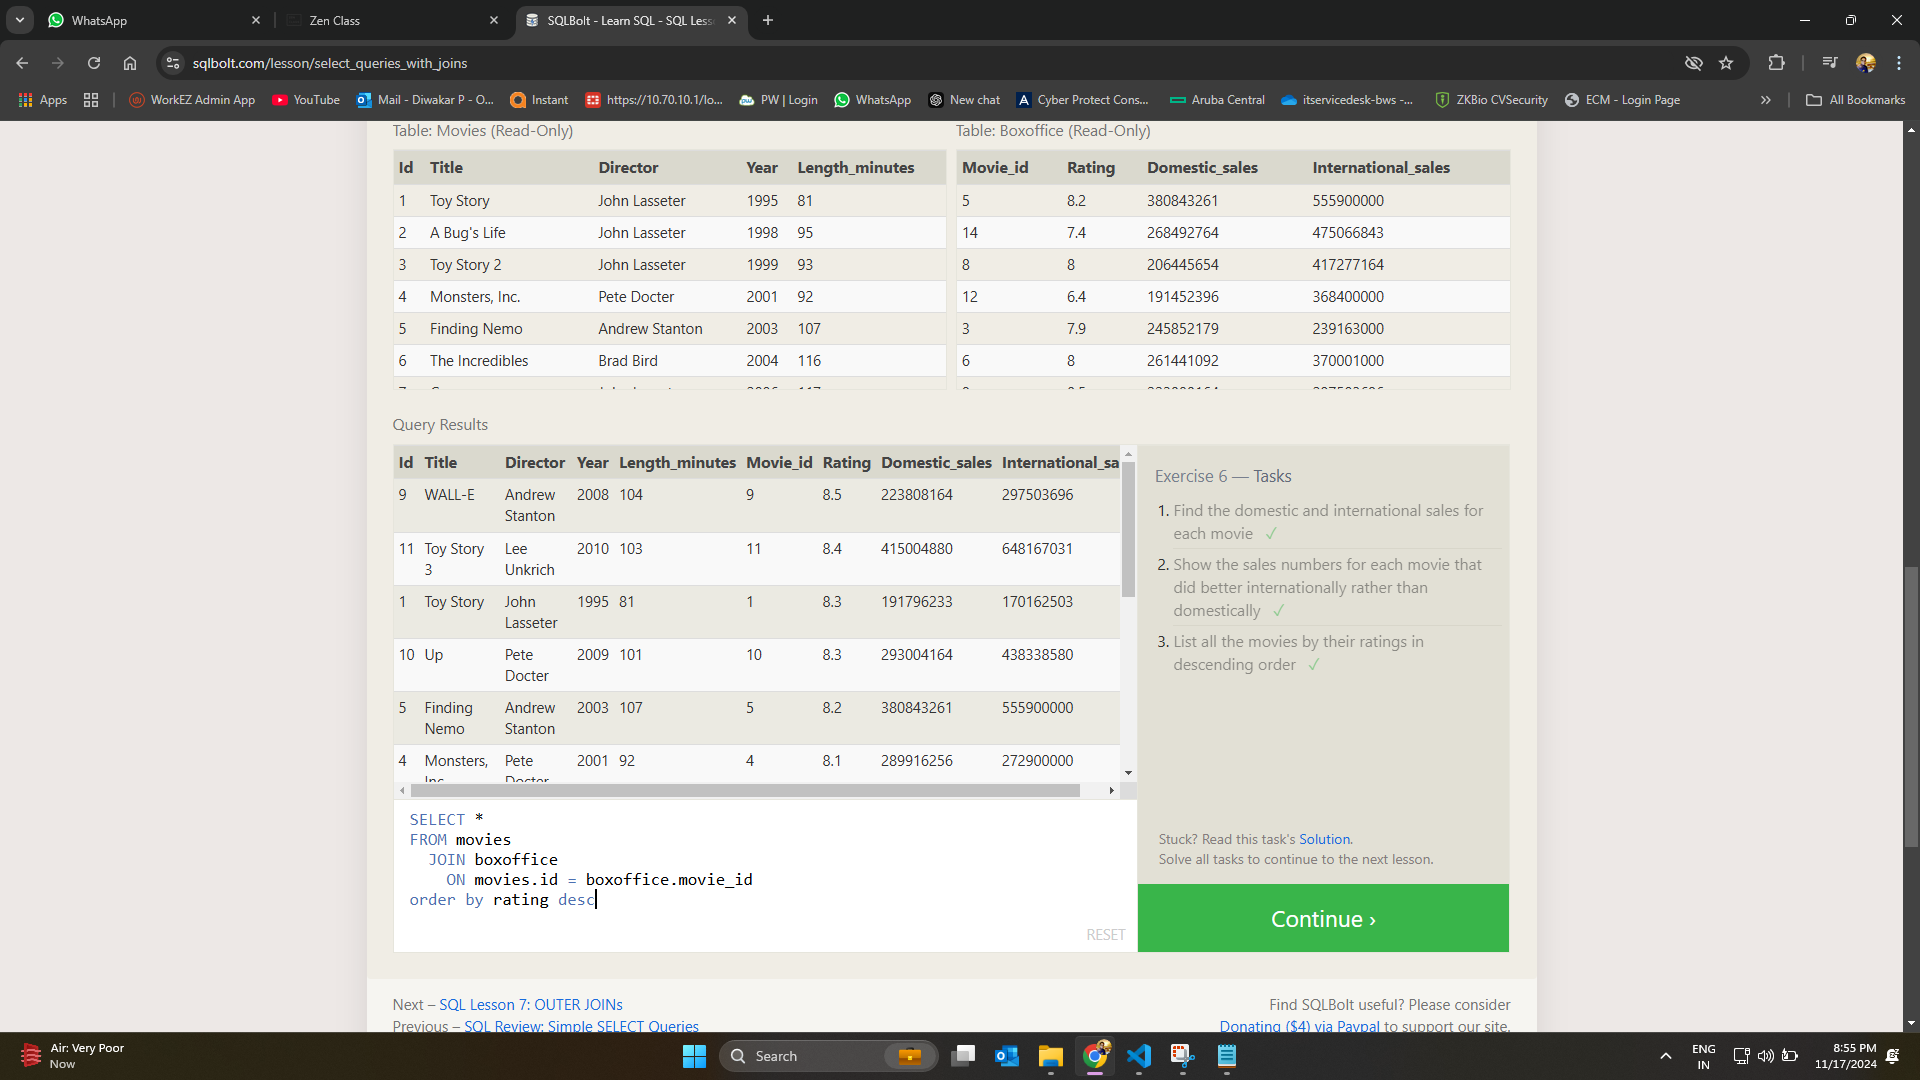 WhatsApp
Zen Class
SQLBolt - Learn SQL - SQL Less
sqlbolt.com/lesson/select_queries_with_joins
Apps WorkEZ Admin App YouTube Mail - Diwakar P - O... Instant https://10.70.10.1/lo... PW | Login WhatsApp New chat Cyber Protect Cons... Aruba Central itservicedesk-bws -... ZKBio CVSecurity ECM - Login Page » All Bookmarks
Table: Movies (Read-Only)
Id Title Director Year Length_minutes
1 Toy Story John Lasseter 1995 81
2 A Bug's Life John Lasseter 1998 95
3 Toy Story 2 John Lasseter 1999 93
4 Monsters, Inc. Pete Docter 2001 92
5 Finding Nemo Andrew Stanton 2003 107
6 The Incredibles Brad Bird 2004 116
Table: Boxoffice (Read-Only)
Movie_id Rating Domestic_sales International_sales
5 8.2 380843261 555900000
14 7.4 268492764 475066843
8 8 206445654 417277164
12 6.4 191452396 368400000
3 7.9 245852179 239163000
6 8 261441092 370001000
Query Results
Id Title Director Year Length_minutes Movie_id Rating Domestic_sales International_sa
9 WALL-E Andrew Stanton 2008 104 9 8.5 223808164 297503696
11 Toy Story 3 Lee Unkrich 2010 103 11 8.4 415004880 648167031
1 Toy Story John Lasseter 1995 81 1 8.3 191796233 170162503
10 Up Pete Docter 2009 101 10 8.3 293004164 438338580
5 Finding Nemo Andrew Stanton 2003 107 5 8.2 380843261 555900000
4 Monsters, Inc. Pete Docter 2001 92 4 8.1 289916256 272900000
SELECT *
FROM movies
JOIN boxoffice
ON movies.id = boxoffice.movie_id
order by rating desc
RESET
Exercise 6 — Tasks
1. Find the domestic and international sales for
each movie ✓
2. Show the sales numbers for each movie that
did better internationally rather than
domestically ✓
3. List all the movies by their ratings in
descending order ✓
Stuck? Read this task's Solution.
Solve all tasks to continue to the next lesson.
Continue ›
Next – SQL Lesson 7: OUTER JOINs
Previous – SQL Review: Simple SELECT Queries
Find SQLBolt useful? Please consider
Donating ($4) via Paypal to support our site.
Air: Very Poor
Now
Search
ENG
IN
8:55 PM
11/17/2024